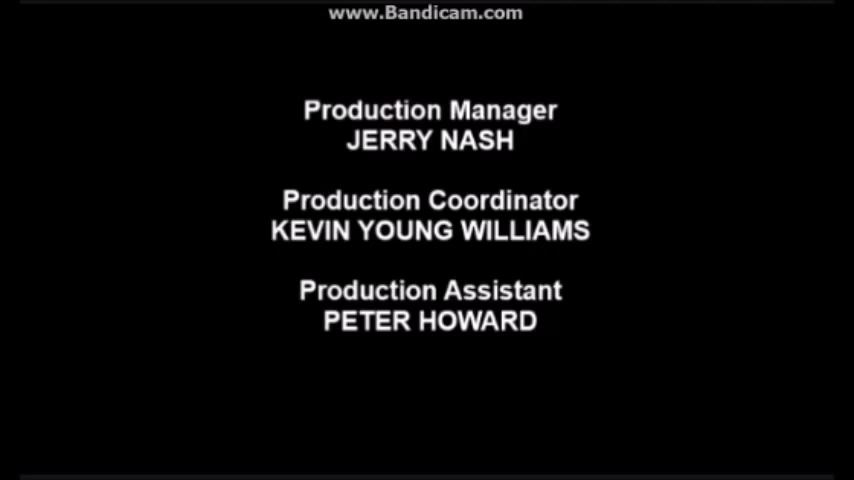 www.Bandicam.com
Production Manager
JERRY NASH
Production Coordinator
KEVIN YOUNG WILLIAMS
Production Assistant
PETER HOWARD